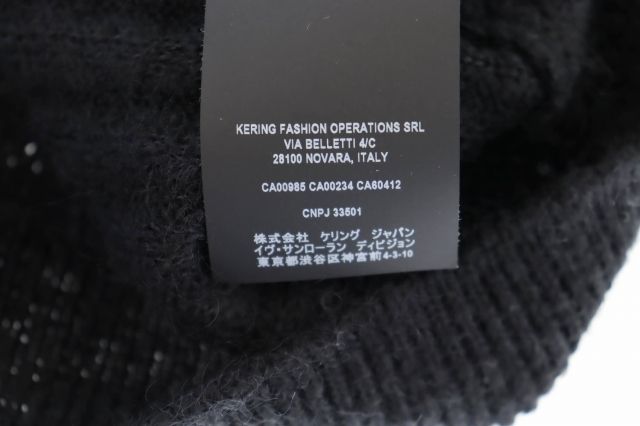 KERING FASHION OPERATIONS SRL
VIA BELLETTI 4/C
28100 NOVARA, ITALY
CA00985 CA00234 CA60412
CNPJ 33501
株式会社 ケリング ジャパン
イヴ・サンローラン ディビジョン
東京都渋谷区神宮前4-3-10